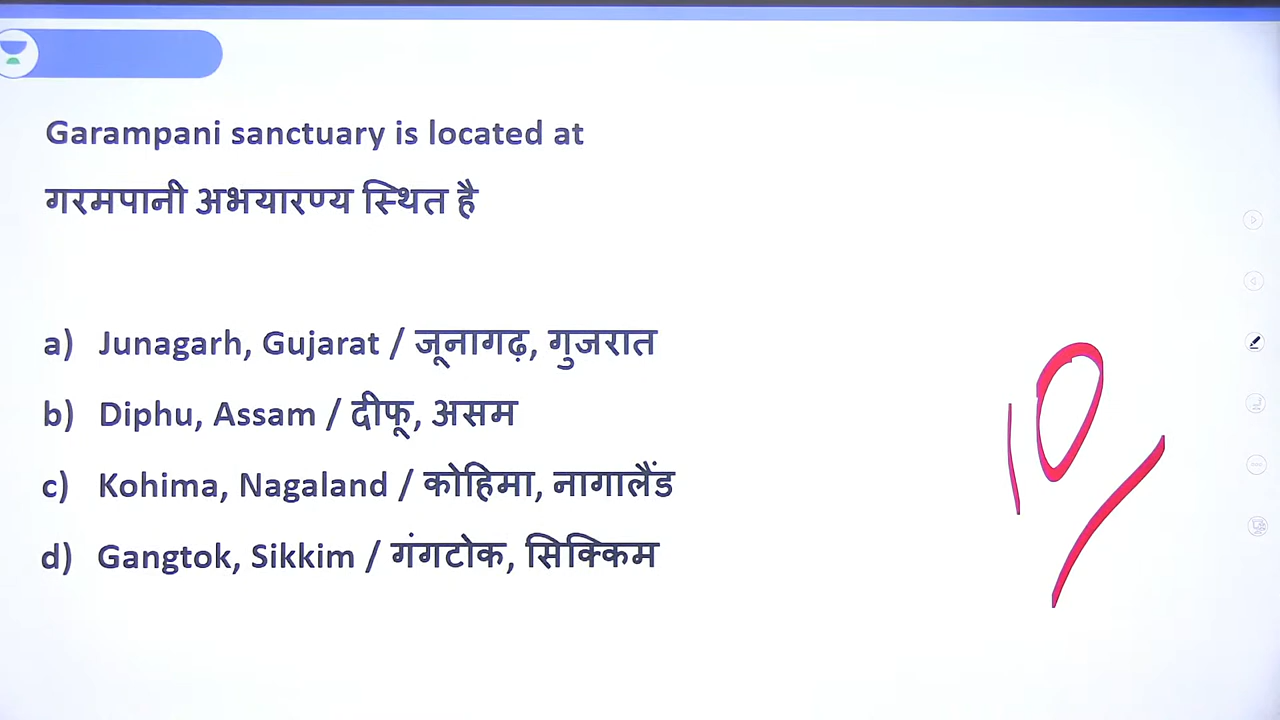 Garampani sanctuary is located at
गरमपानी अभयारण्य स्थित है
a) Junagarh, Gujarat / जूनागढ़, गुजरात
b) Diphu, Assam / दीफू, असम
c) Kohima, Nagaland / कोहिमा, नागालैंड
d) Gangtok, Sikkim / गंगटोक, सिक्किम
10/